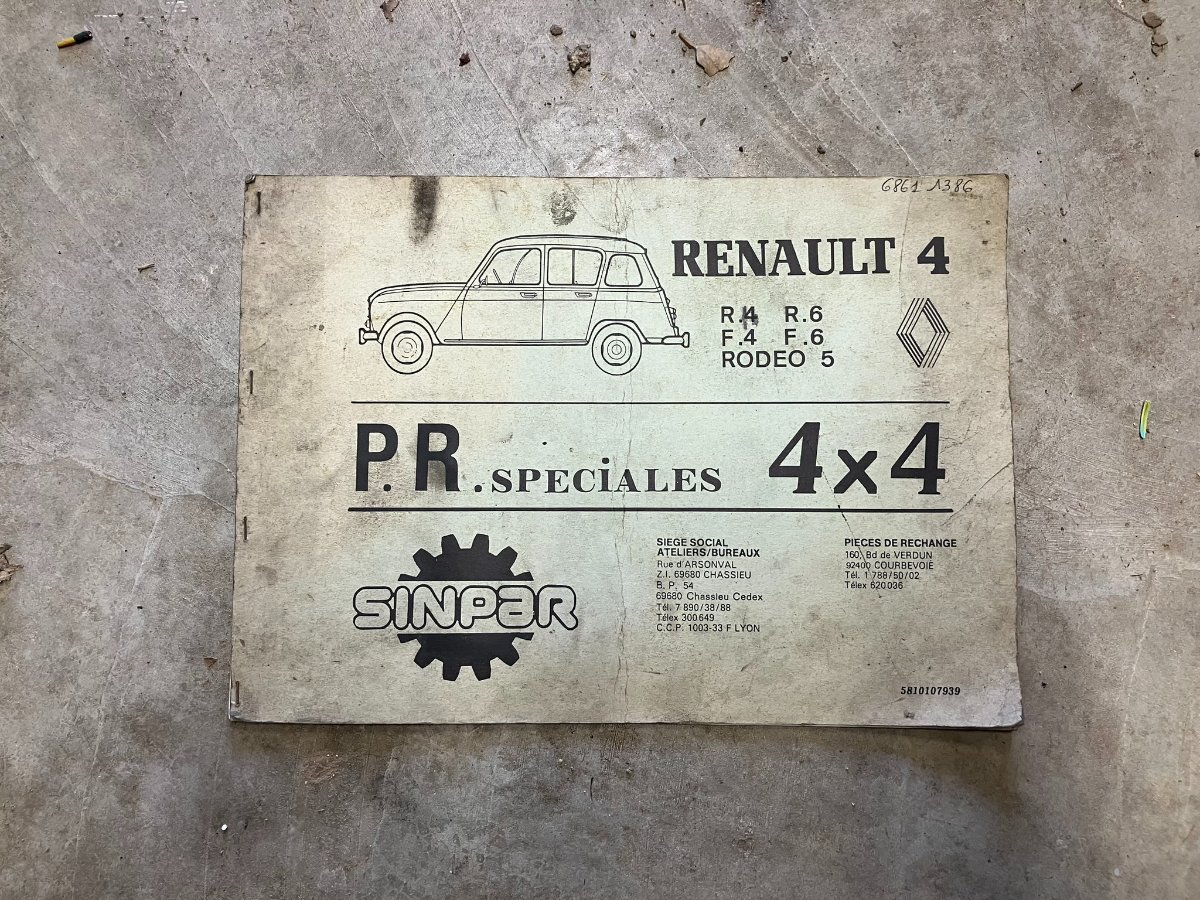 6861 1386
RENAULT 4
R.4 R.6
F.4 F.6
RODEO 5
P.R. SPECiALES 4x4
SINPAR
SIEGE SOCIAL
ATELIERS/BUREAUX
Rue d'ARSONVAL
Z.I. 69680 CHASSIEU
B. P. 54
69680 Chassieu Cedex
Tél. 7 890/38/88
Télex 300649
C.C.P. 1003-33 F LYON
PIECES DE RECHANGE
160, Bd de VERDUN
92400 COURBEVOIE
Tél. 1 788/50/02
Télex 620036
5810107939